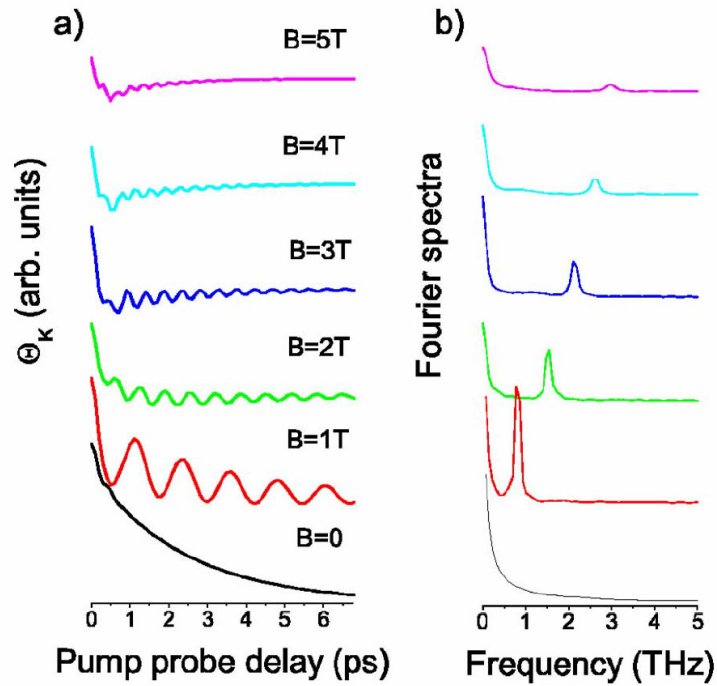 a)
B=5T
B=4T
B=3T
B=2T
B=1T
B=0
Θ_K (arb. units)
0 1 2 3 4 5 6
Pump probe delay (ps)
b)
Fourier spectra
0 1 2 3 4 5
Frequency (THz)